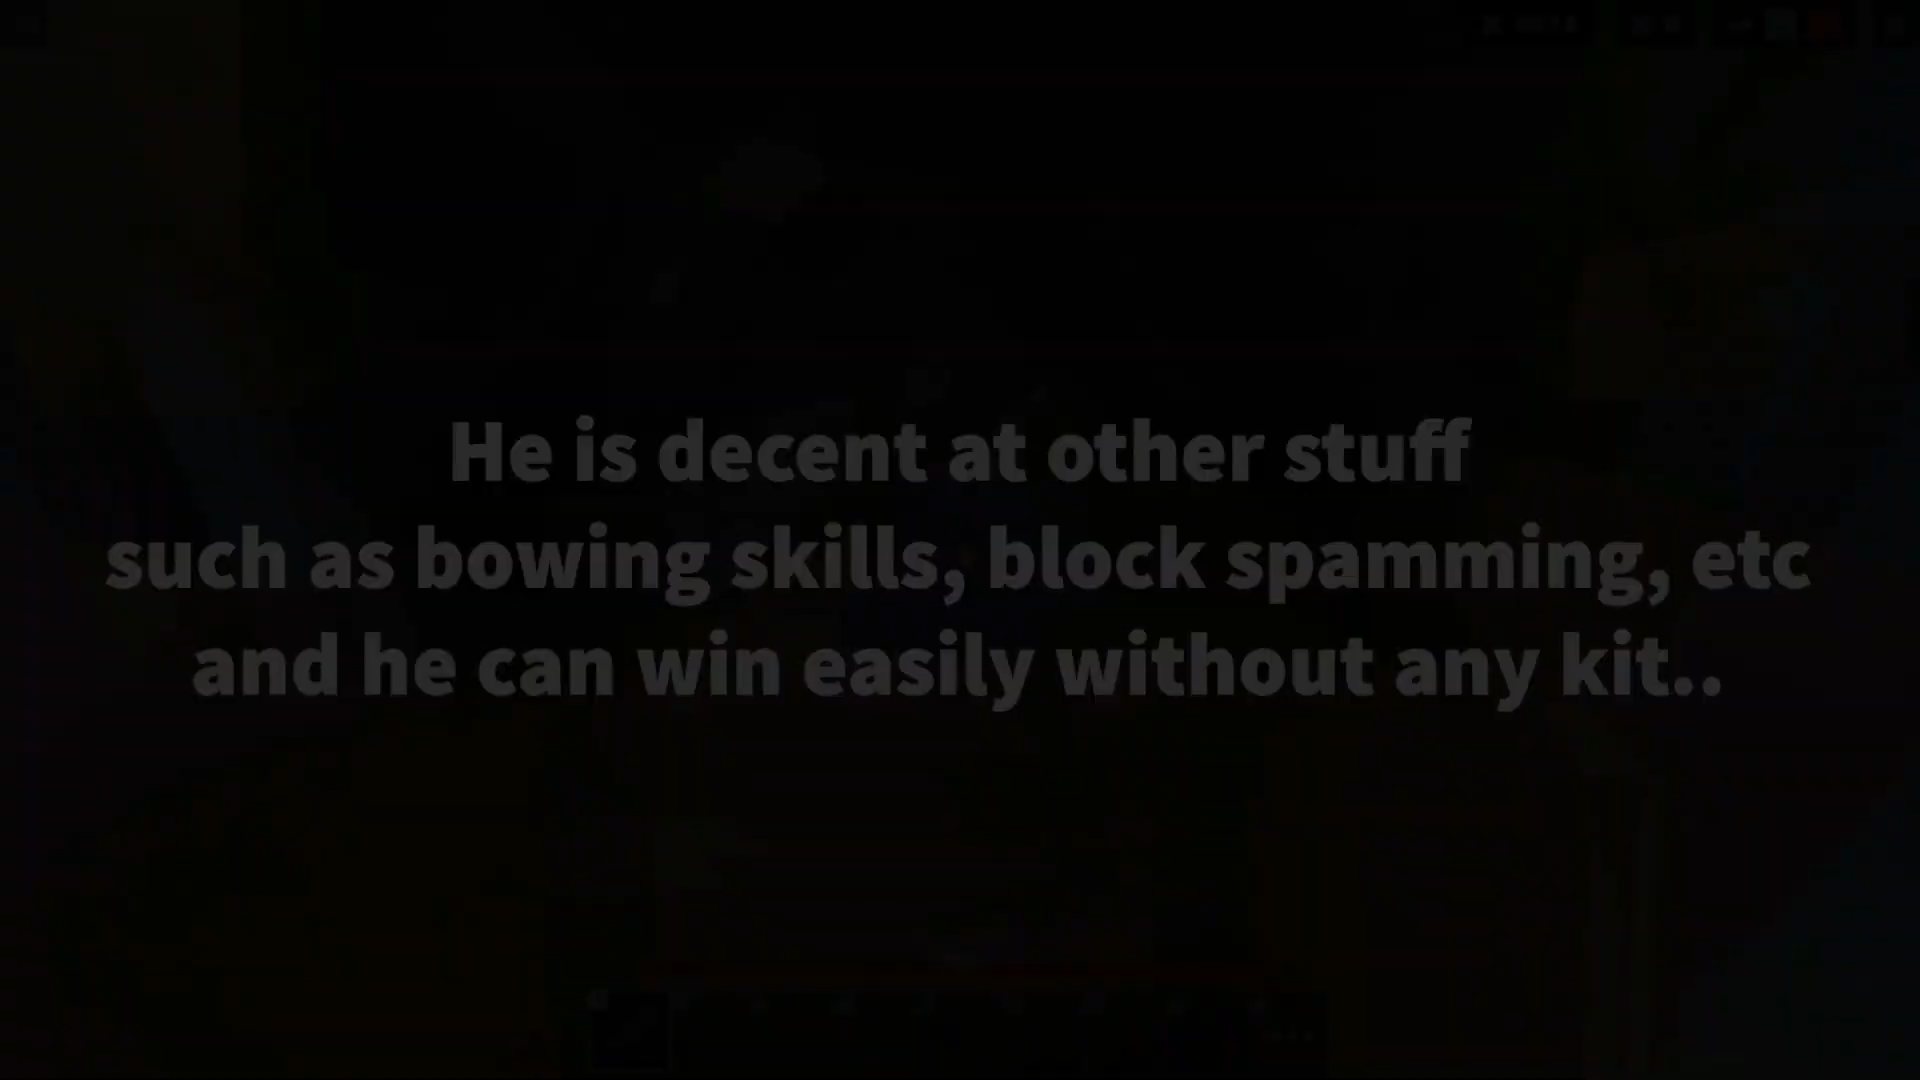 He is decent at other stuff
such as bowing skills, block spamming, etc
and he can win easily without any kit..